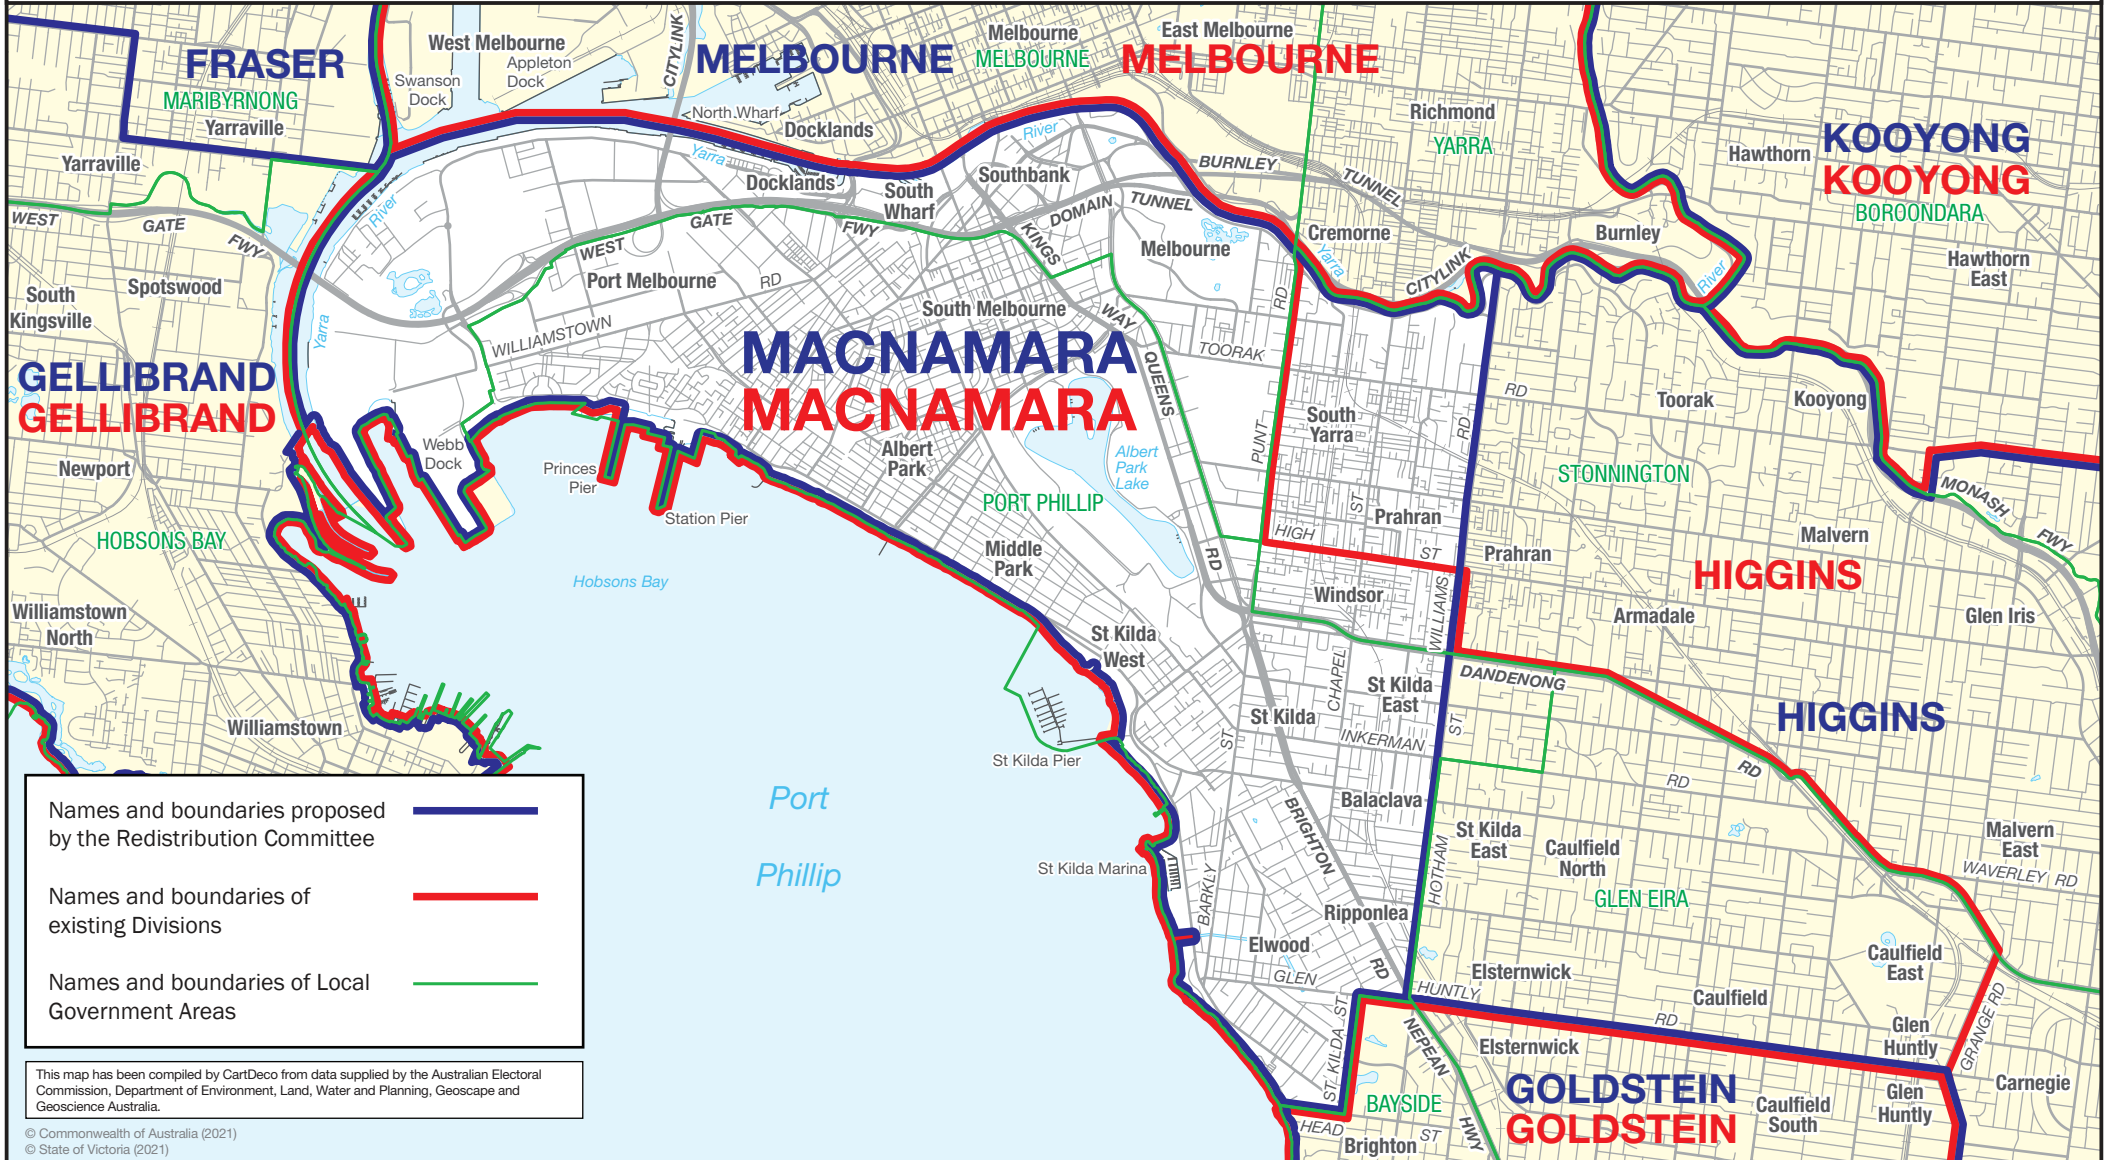 FRASER
MARIBYRNONG
Yarraville
Yarraville
West Melbourne
Appleton
Dock
Swanson
Dock
CITYLINK
MELBOURNE
Melbourne
MELBOURNE
East Melbourne
MELBOURNE
North Wharf
Docklands
Richmond
YARRA
Hawthorn
KOOYONG
KOOYONG
BOROONDARA
Hawthorn
East
WEST
GATE
FWY
River
Yarra
Docklands
South
Wharf
Southbank
River
BURNLEY
TUNNEL
DOMAIN
TUNNEL
KINGS
WAY
Melbourne
Cremorne
Yarra
CITYLINK
Burnley
River
South
Kingsville
Spotswood
Yarra
WEST
GATE
FWY
Port Melbourne
RD
WILLIAMSTOWN
South Melbourne
MACNAMARA
MACNAMARA
QUEENS
RD
TOORAK
RD
PUNT
RD
GELLIBRAND
GELLIBRAND
Newport
HOBSONS BAY
Webb
Dock
Princes
Pier
Station Pier
Albert
Park
Albert
Park
Lake
PORT PHILLIP
South
Yarra
Toorak
Kooyong
STONNINGTON
MONASH
FWY
HIGH
ST
ST
Prahran
Prahran
Malvern
HIGGINS
Hobsons Bay
Middle
Park
Windsor
WILLIAMS
RD
Armadale
Glen Iris
Williamstown
North
Williamstown
St Kilda
West
St Kilda
CHAPEL
St Kilda
East
DANDENONG
RD
HIGGINS
ST
INKERMAN
ST
RD
St Kilda Pier
Port
Phillip
Balaclava
BRIGHTON
RD
St Kilda
East
Caulfield
North
GLEN EIRA
Malvern
East
WAVERLEY RD
St Kilda Marina
BARKLY
HOTHAM
Ripponlea
Elwood
GLEN
HUNTLY
RD
Elsternwick
Caulfield
Caulfield
East
GRANGE RD
ST KILDA ST
NEPEAN
HWY
Elsternwick
Glen
Huntly
Glen
Huntly
Carnegie
GOLDSTEIN
GOLDSTEIN
Caulfield
South
BAYSIDE
HEAD
ST
Brighton
Names and boundaries proposed
by the Redistribution Committee
Names and boundaries of
existing Divisions
Names and boundaries of Local
Government Areas
This map has been compiled by CartDeco from data supplied by the Australian Electoral
Commission, Department of Environment, Land, Water and Planning, Geoscape and
Geoscience Australia.
© Commonwealth of Australia (2021)
© State of Victoria (2021)